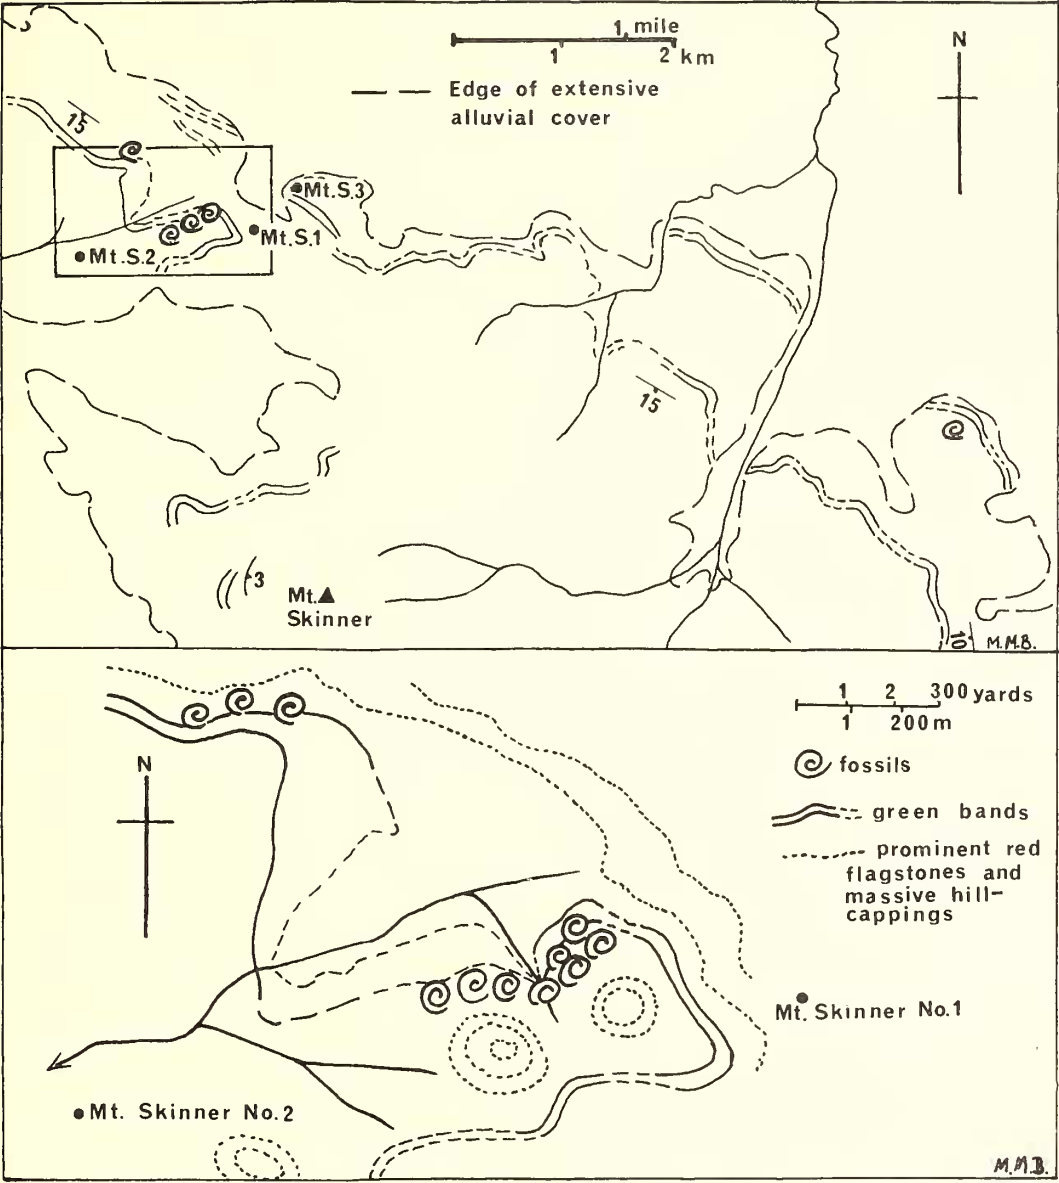 1 mile
1 2 km
Edge of extensive
alluvial cover
N
15
Mt.S.3
Mt.S.1
Mt.S.2
15
3
Mt.
Skinner
10
M.M.B.
1 2 300 yards
1 200m
fossils
N
green bands
prominent red
flagstones and
massive hill-
cappings
Mt. Skinner No.1
Mt. Skinner No.2
M.M.B.